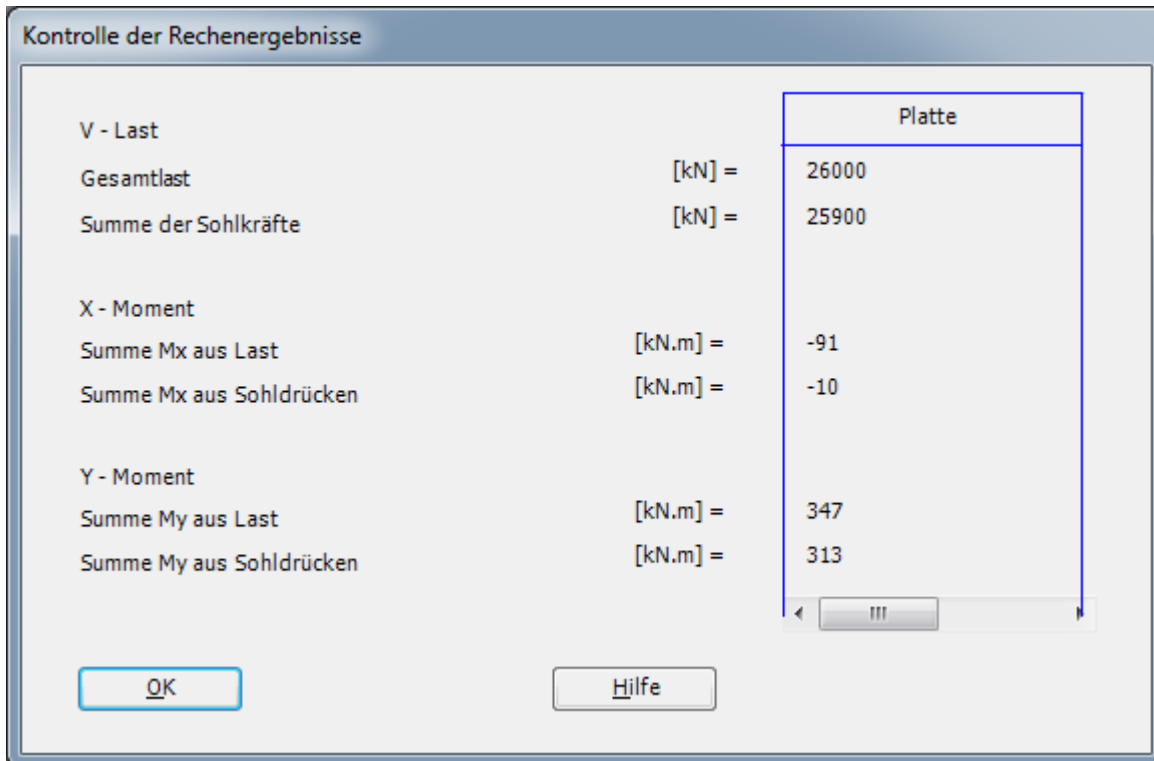 Kontrolle der Rechenergebnisse
Platte
V - Last
Gesamtlast [kN] = 26000
Summe der Sohlkräfte [kN] = 25900
X - Moment
Summe Mx aus Last [kN.m] = -91
Summe Mx aus Sohldrücken [kN.m] = -10
Y - Moment
Summe My aus Last [kN.m] = 347
Summe My aus Sohldrücken [kN.m] = 313
OK Hilfe